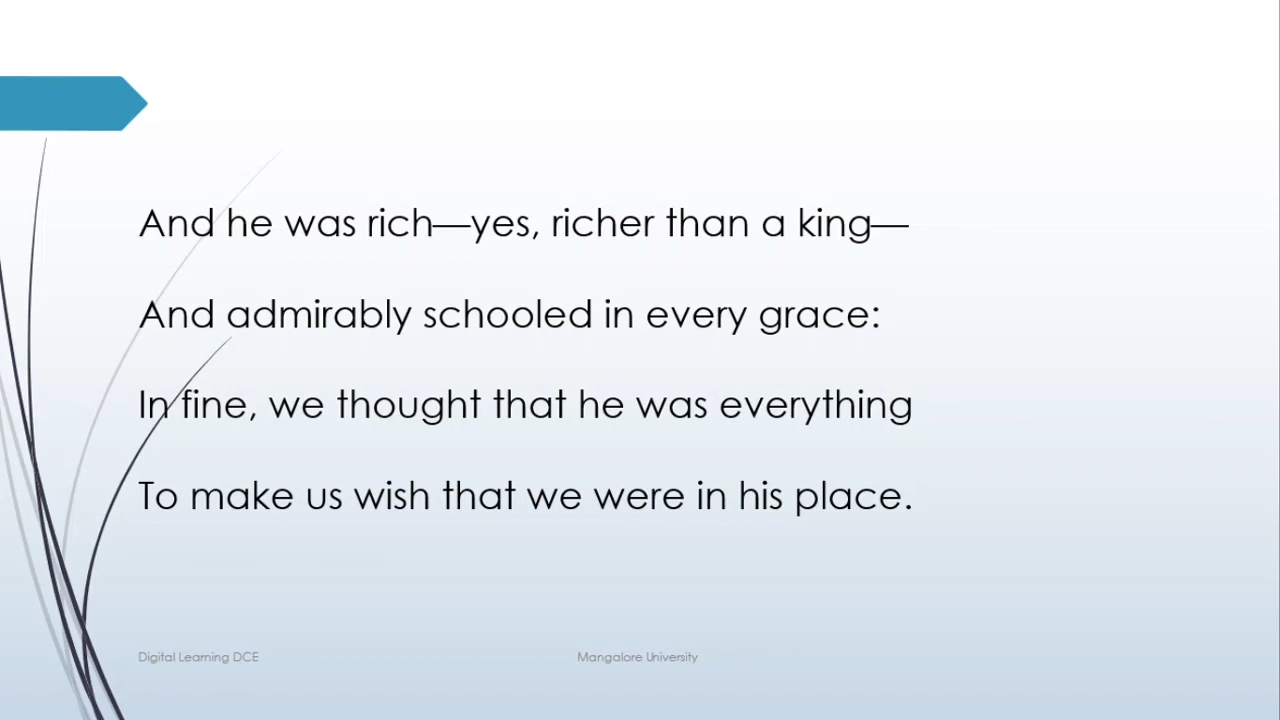 And he was rich—yes, richer than a king—
And admirably schooled in every grace:
In fine, we thought that he was everything
To make us wish that we were in his place.
Digital Learning DCE
Mangalore University